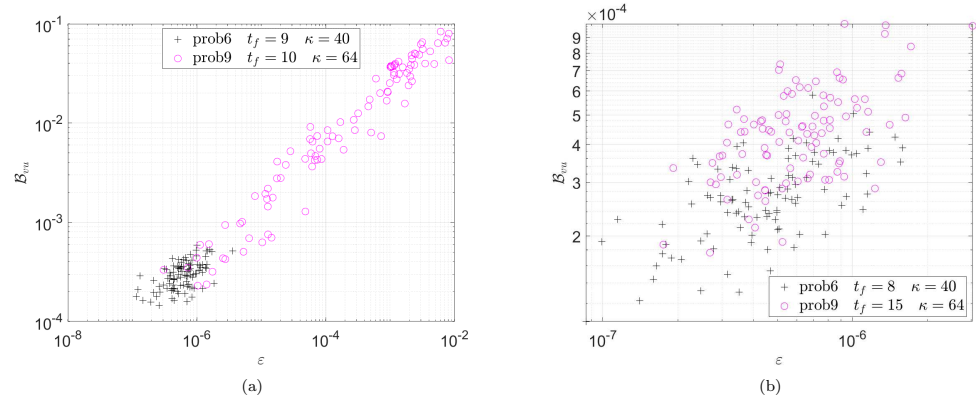 10^-1
10^-2
10^-3
10^-4
B_vu
+ prob6 t_f = 9 κ = 40
○ prob9 t_f = 10 κ = 64
10^-8
10^-6
10^-4
10^-2
ε
(a)
×10^-4
9
8
7
6
5
4
3
2
B_vu
+ prob6 t_f = 8 κ = 40
○ prob9 t_f = 15 κ = 64
10^-7
10^-6
ε
(b)